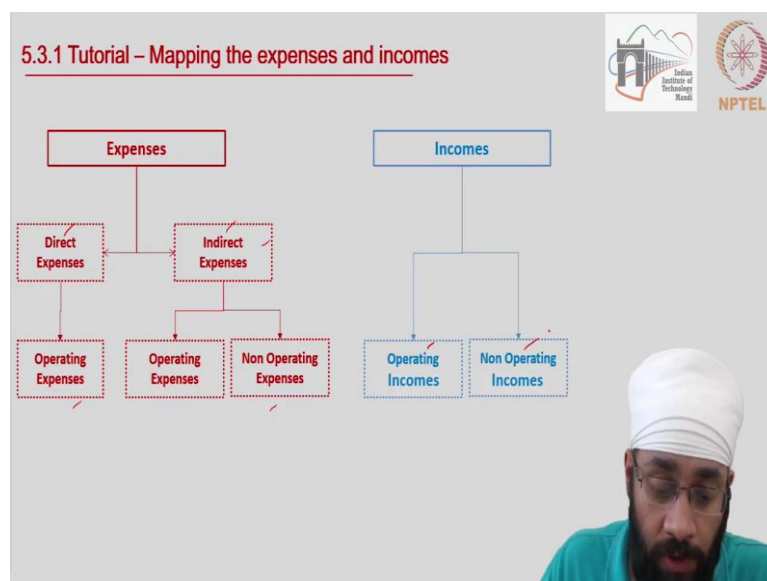 5.3.1 Tutorial – Mapping the expenses and incomes
Indian
Institute of
Technology
Mandi
NPTEL
Expenses
Incomes
Direct
Expenses
Indirect
Expenses
Operating
Expenses
Operating
Expenses
Non Operating
Expenses
Operating
Incomes
Non Operating
Incomes